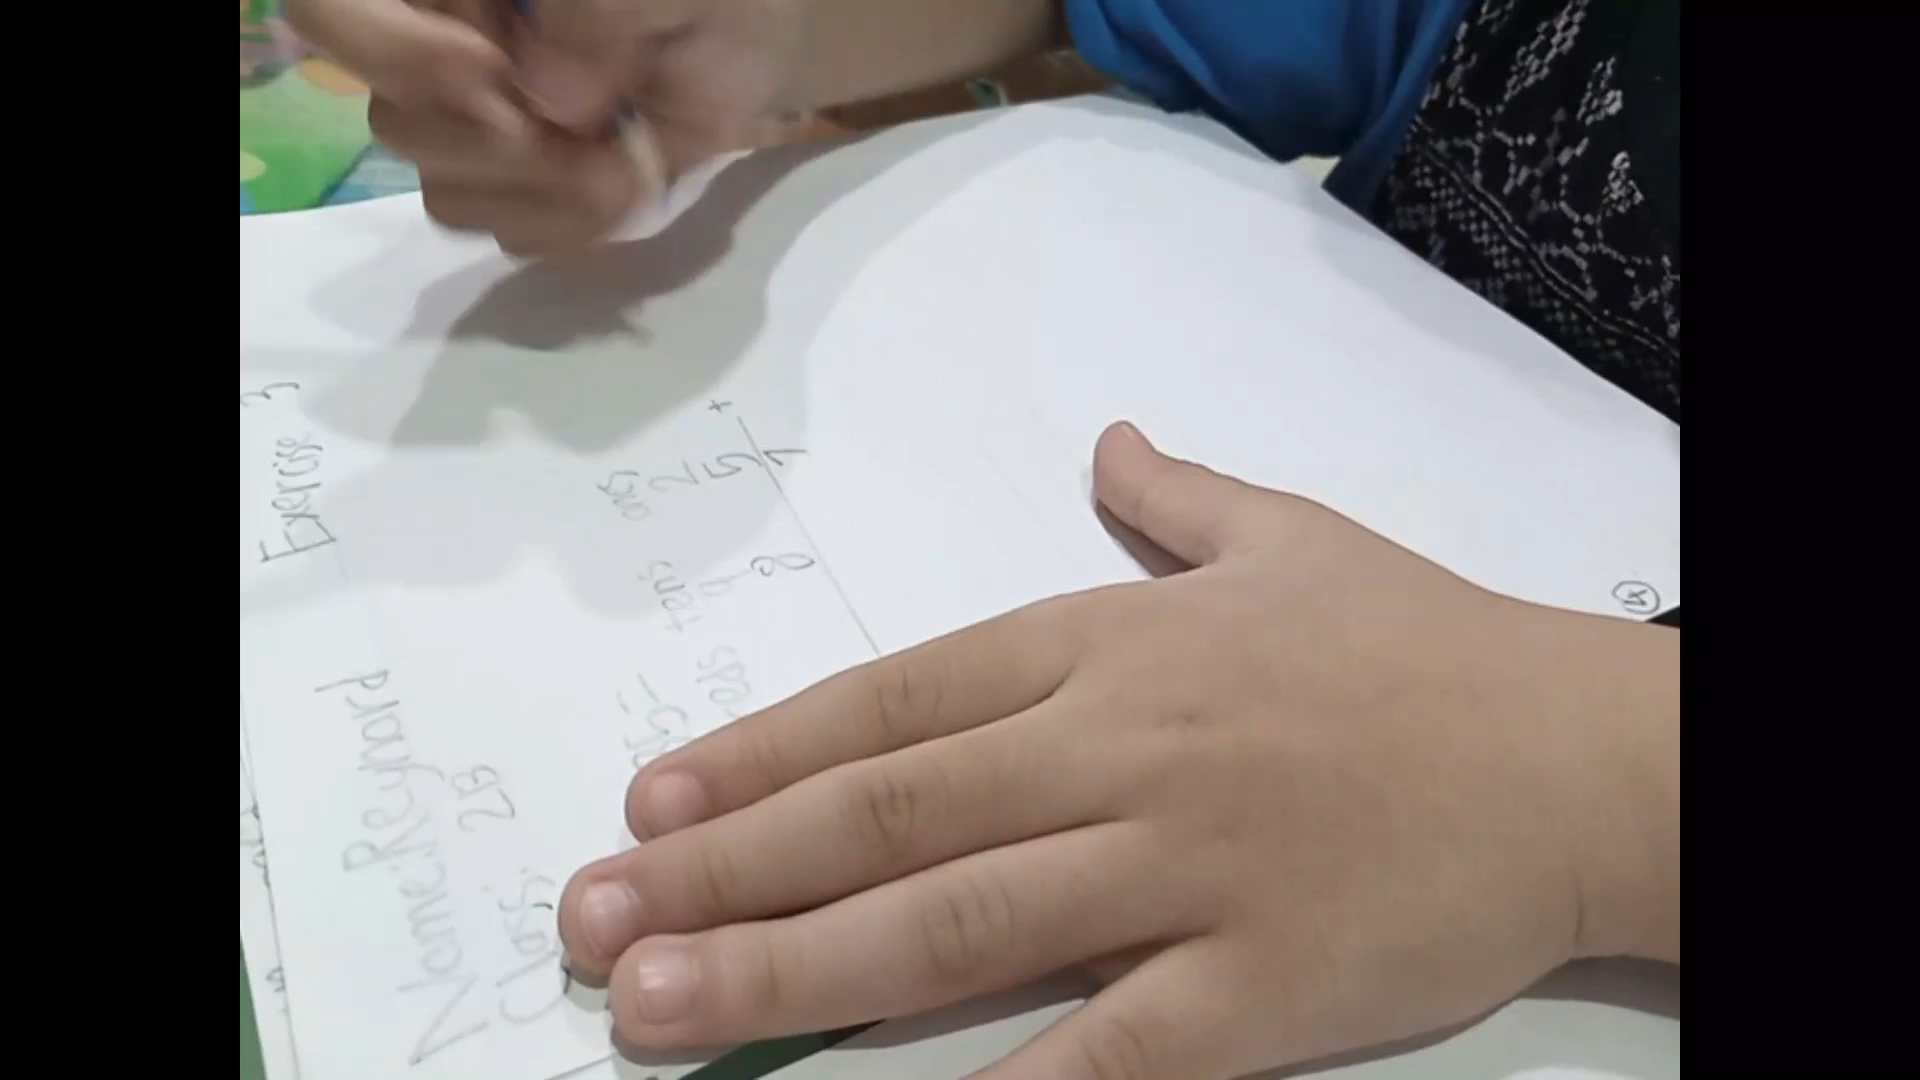 Exercise 3
Name: Reynard
Class: 2B
tens ones
2
9 5 +
8 7